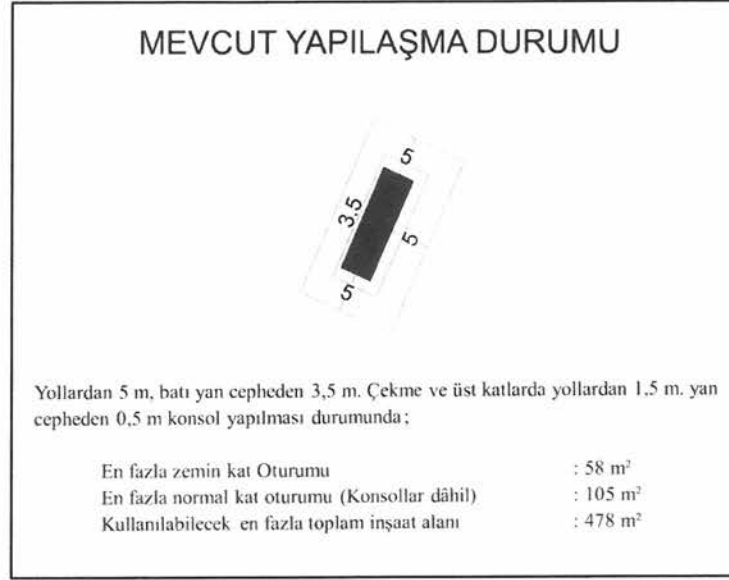 MEVCUT YAPILAŞMA DURUMU
5
3.5
5
5
Yollardan 5 m, batı yan cepheden 3,5 m. Çekme ve üst katlarda yollardan 1,5 m. yan
cepheden 0,5 m konsol yapılması durumunda;
En fazla zemin kat Oturumu : 58 m²
En fazla normal kat oturumu (Konsollar dâhil) : 105 m²
Kullanılabilecek en fazla toplam inşaat alanı : 478 m²